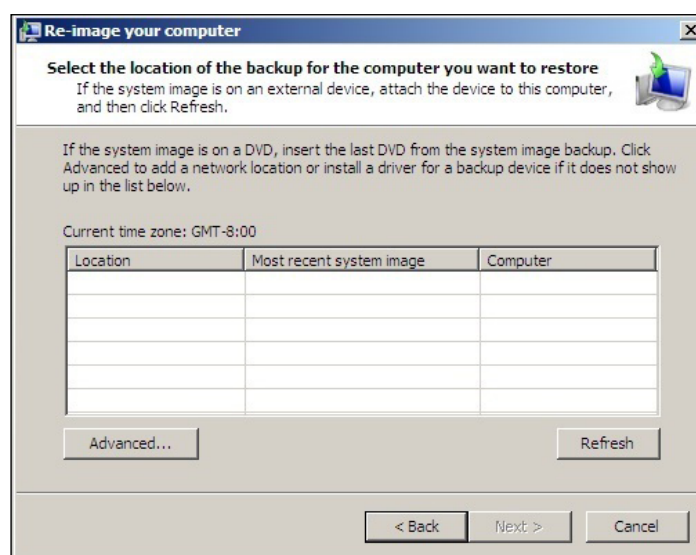 Re-image your computer
Select the location of the backup for the computer you want to restore
If the system image is on an external device, attach the device to this computer,
and then click Refresh.
If the system image is on a DVD, insert the last DVD from the system image backup. Click
Advanced to add a network location or install a driver for a backup device if it does not show
up in the list below.
Current time zone: GMT-8:00
Location Most recent system image Computer
Advanced... Refresh
< Back Next > Cancel